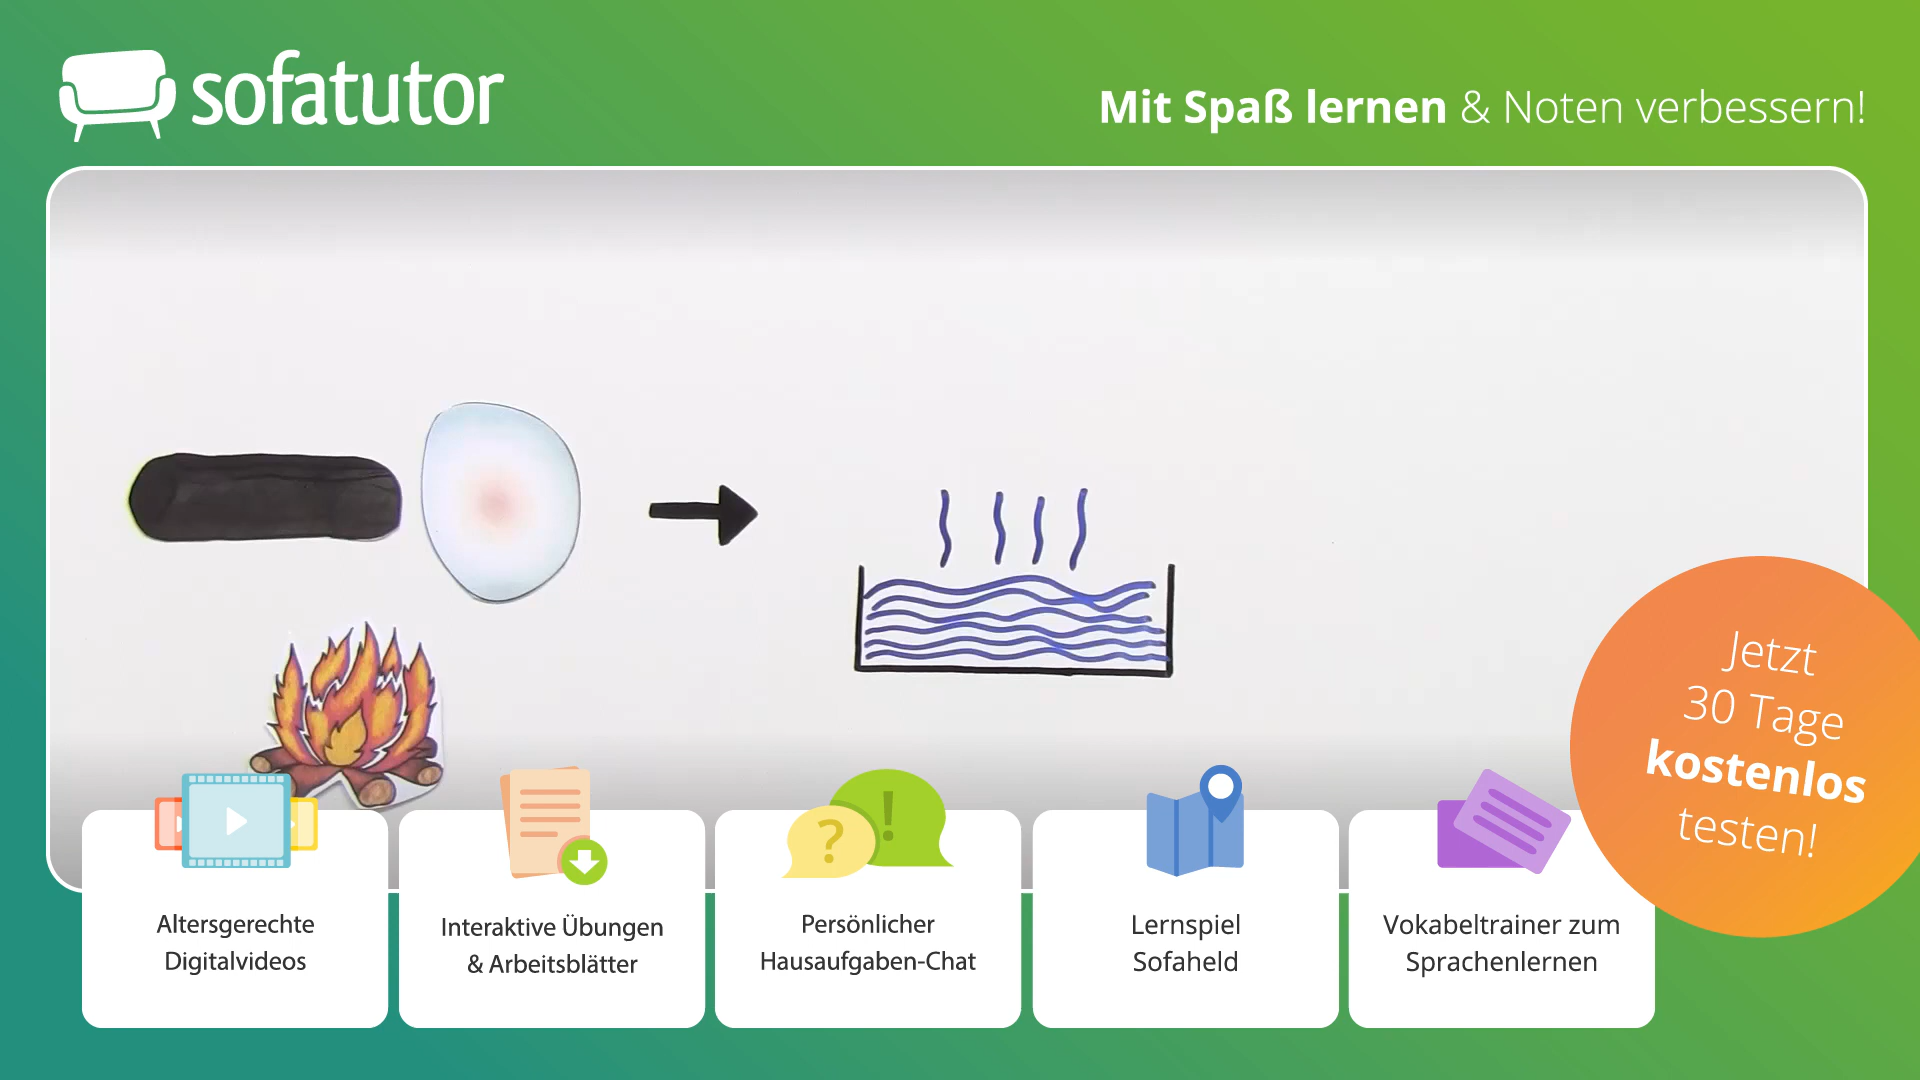 sofatutor
Mit Spaß lernen & Noten verbessern!
Jetzt
30 Tage
kostenlos
testen!
Altersgerechte
Digitalvideos
Interaktive Übungen
& Arbeitsblätter
?
!
Persönlicher
Hausaufgaben-Chat
Lernspiel
Sofaheld
Vokabeltrainer zum
Sprachenlernen